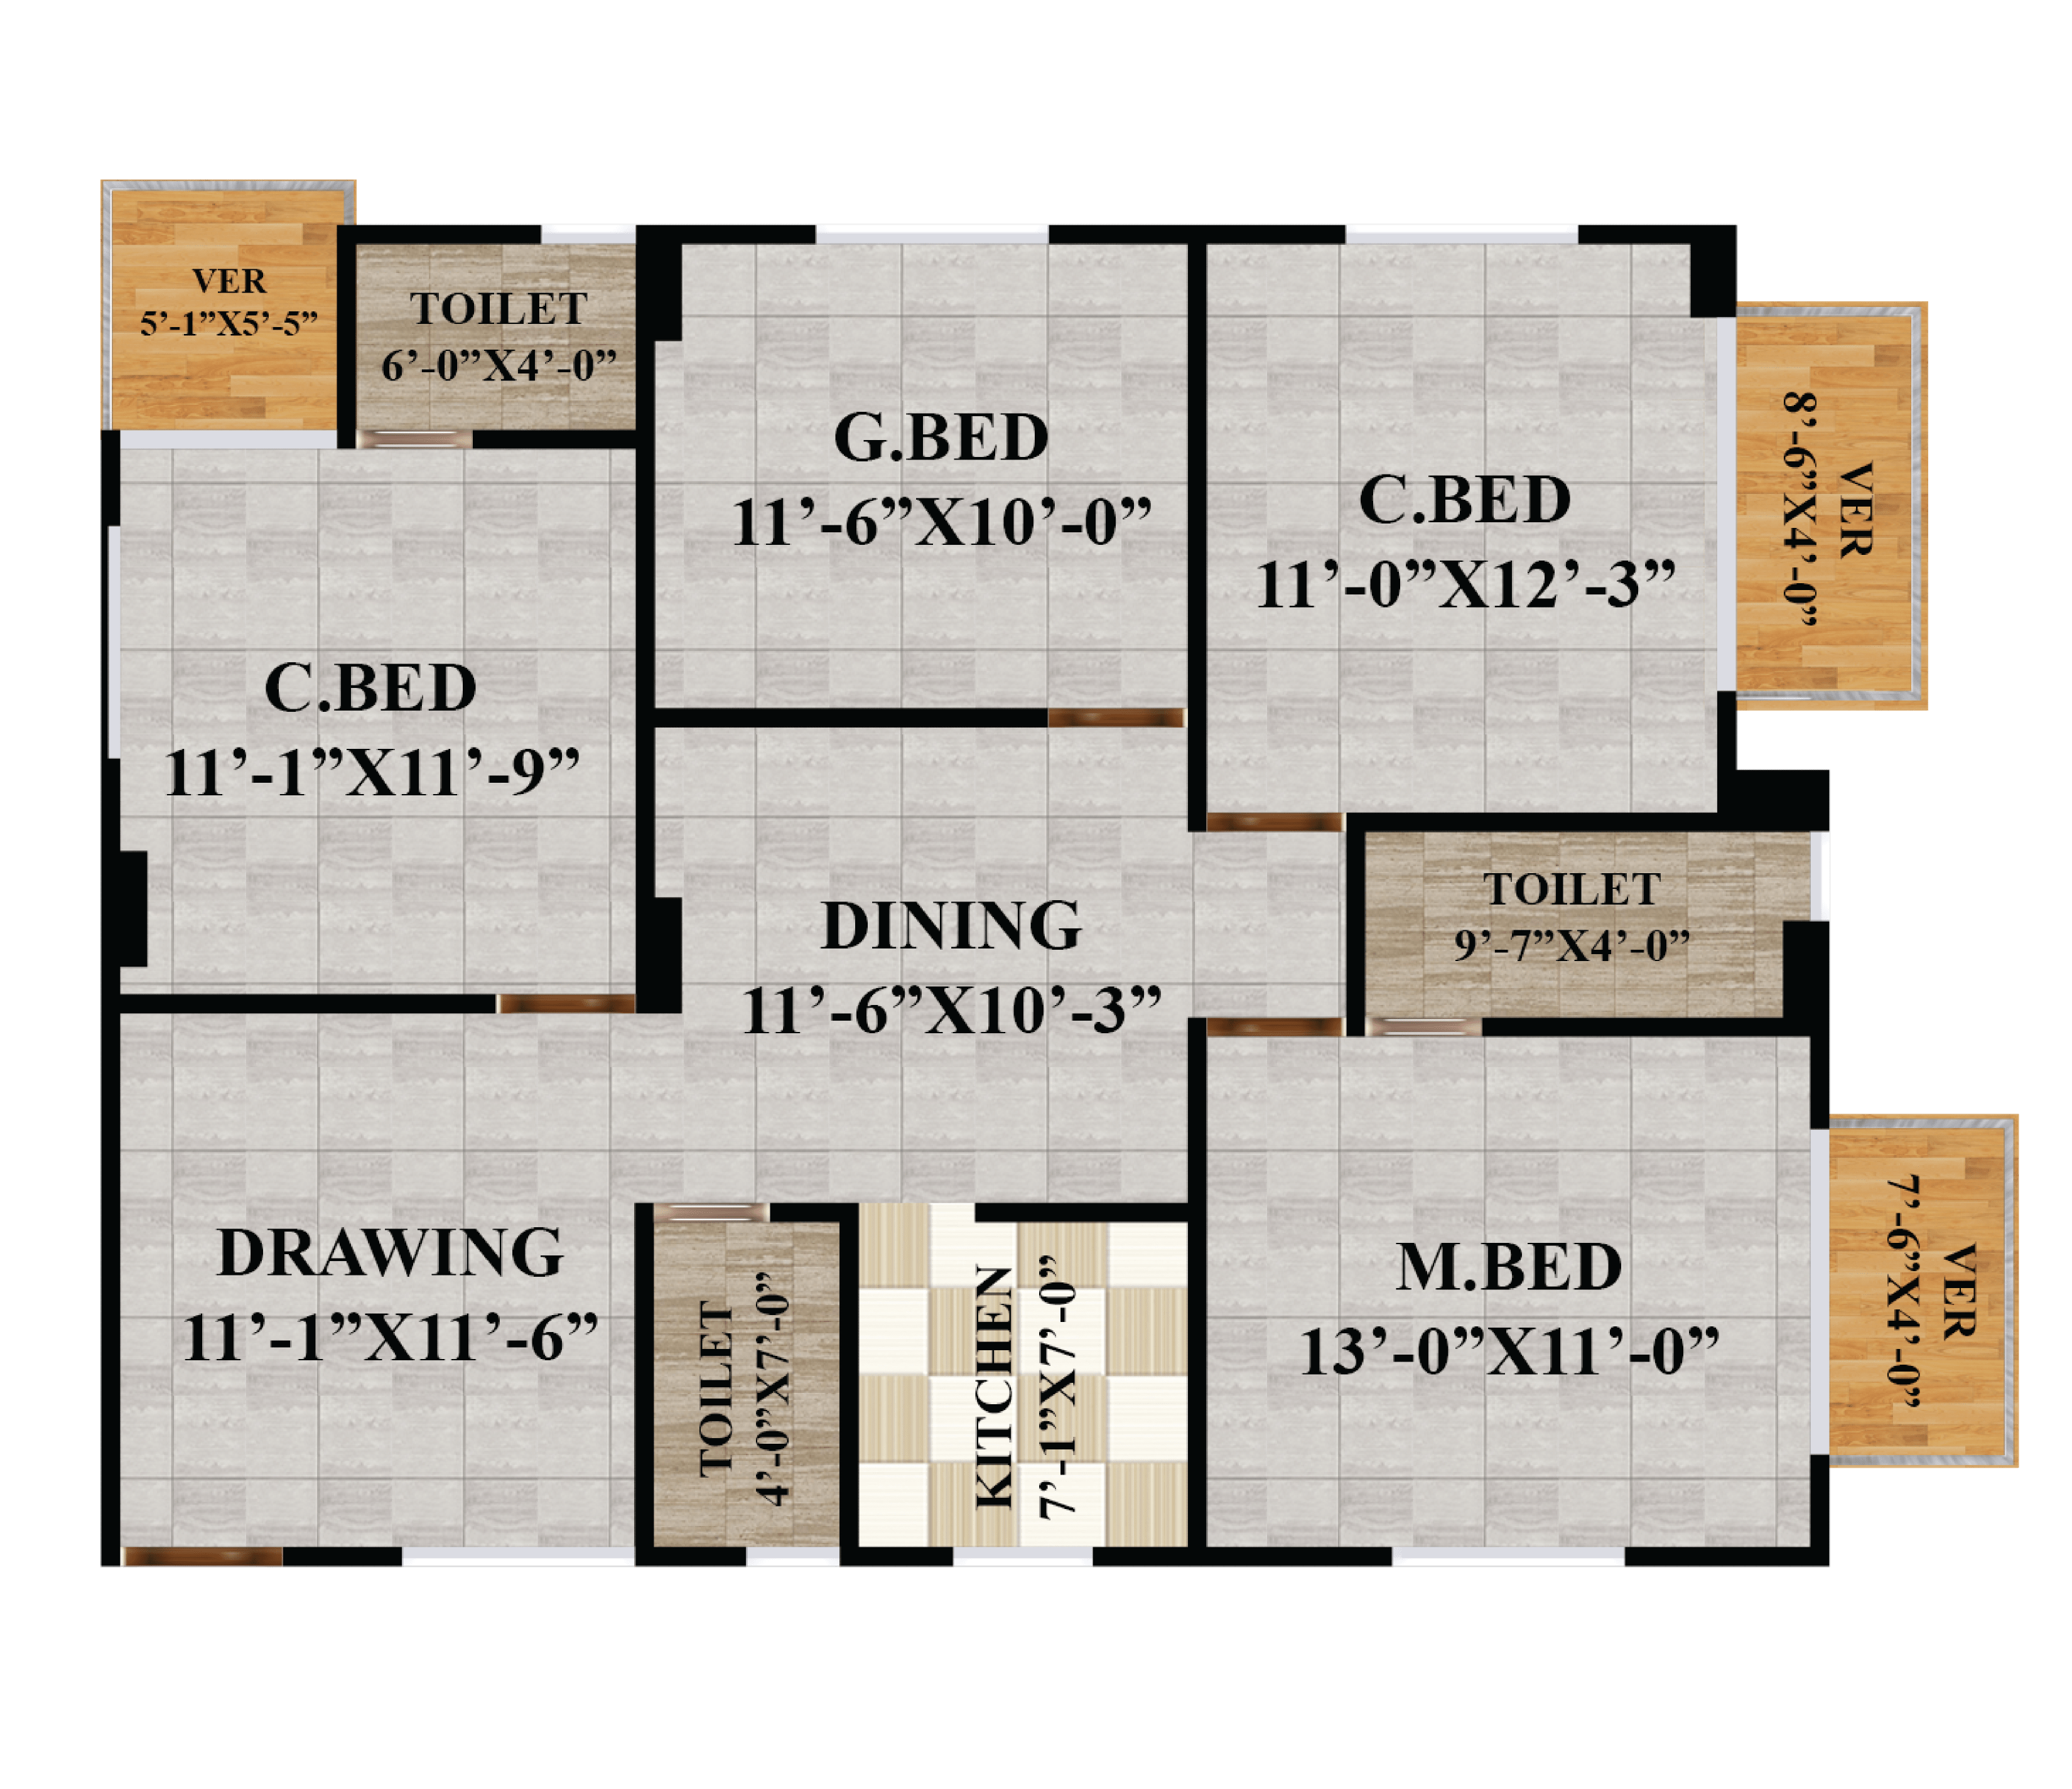 VER
5’-1”X5’-5”
TOILET
6’-0”X4’-0”
G.BED
11’-6”X10’-0”
C.BED
11’-0”X12’-3”
VER
8’-6”X4’-0”
C.BED
11’-1”X11’-9”
DINING
11’-6”X10’-3”
TOILET
9’-7”X4’-0”
DRAWING
11’-1”X11’-6”
TOILET
4’-0”X7’-0”
KITCHEN
7’-1”X7’-0”
M.BED
13’-0”X11’-0”
VER
7’-6”X4’-0”